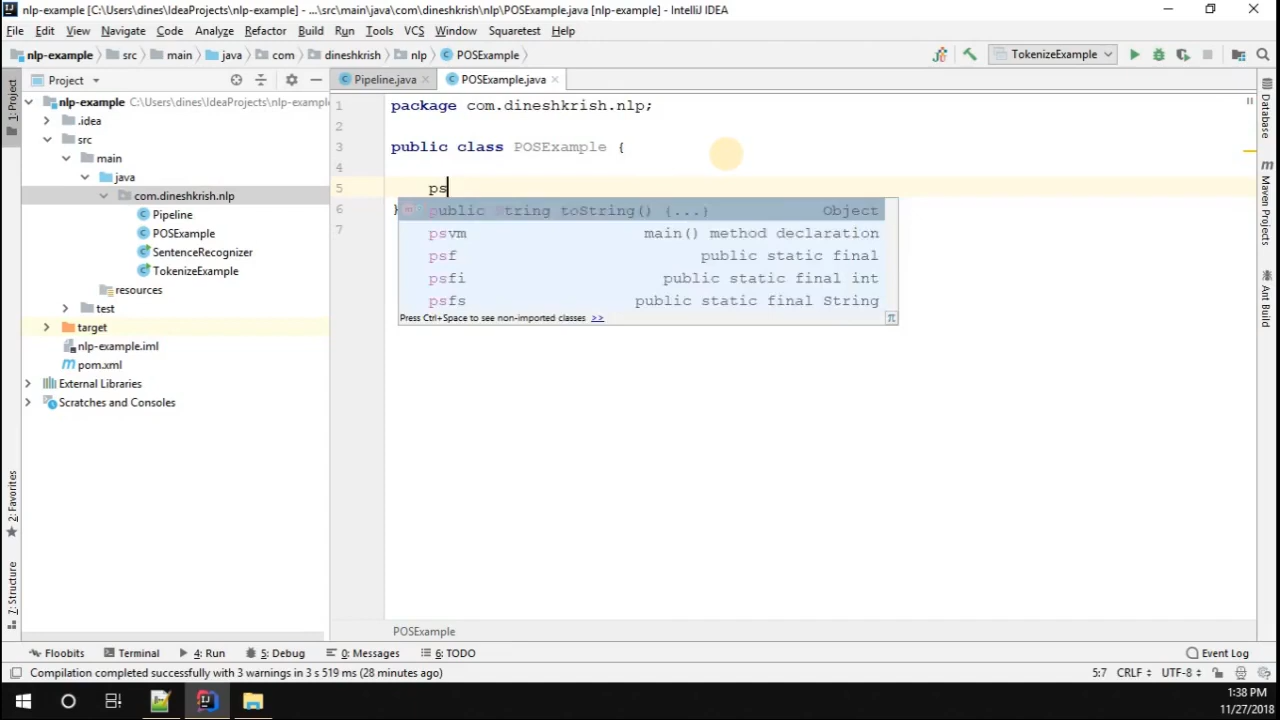 nlp-example [C:\Users\dines\IdeaProjects\nlp-example] - ...\src\main\java\com\dineshkrish\nlp\POSExample.java [nlp-example] - IntelliJ IDEA
File Edit View Navigate Code Analyze Refactor Build Run Tools VCS Window Squaretest Help
nlp-example src main java com dineshkrish nlp POSExample TokenizeExample
Project Pipeline.java POSExample.java
nlp-example C:\Users\dines\IdeaProjects\nlp-example
.idea
src
main
java
com.dineshkrish.nlp
Pipeline
POSExample
SentenceRecognizer
TokenizeExample
resources
test
target
nlp-example.iml
pom.xml
External Libraries
Scratches and Consoles
1 package com.dineshkrish.nlp;
2
3 public class POSExample {
4
5 ps
6 }
7
public String toString() {...} Object
psvm main() method declaration
psf public static final
psfi public static final int
psfs public static final String
Press Ctrl+Space to see non-imported classes >>
π
1: Project
2: Favorites
7: Structure
Database
m Maven Projects
Ant Build
POSExample
Floobits Terminal 4: Run 5: Debug 0: Messages 6: TODO Event Log
Compilation completed successfully with 3 warnings in 3 s 519 ms (28 minutes ago) 5:7 CRLF UTF-8
1:38 PM
11/27/2018